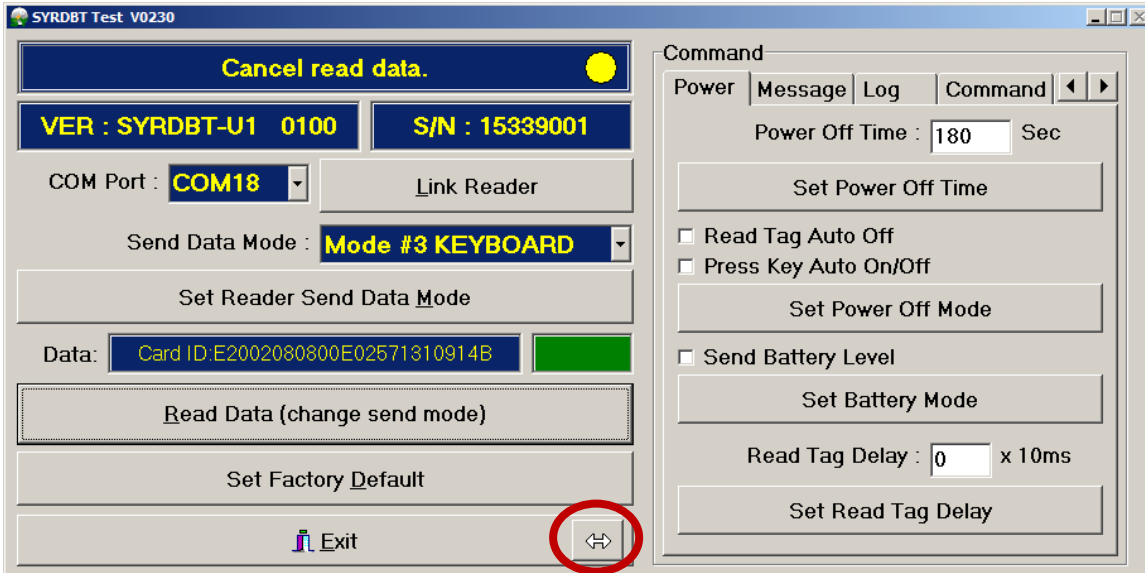 SYRDBT Test V0230
Cancel read data.
VER : SYRDBT-U1 0100
S/N : 15339001
COM Port : COM18
Link Reader
Send Data Mode : Mode #3 KEYBOARD
Set Reader Send Data Mode
Data: Card ID:E2002080800E02571310914B
Read Data (change send mode)
Set Factory Default
Exit
Command
Power Message Log Command
Power Off Time : 180 Sec
Set Power Off Time
Read Tag Auto Off
Press Key Auto On/Off
Set Power Off Mode
Send Battery Level
Set Battery Mode
Read Tag Delay : 0 x 10ms
Set Read Tag Delay